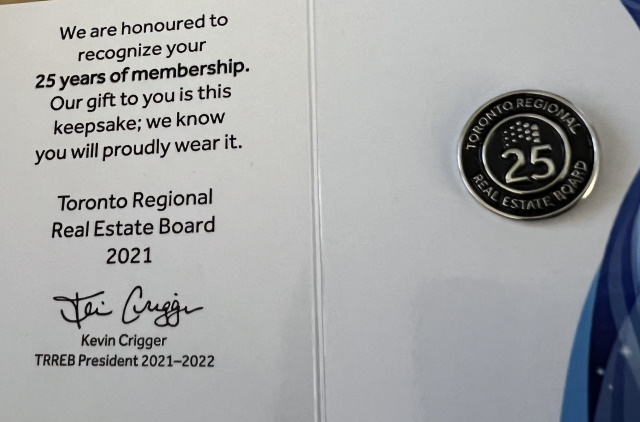 We are honoured to
recognize your
25 years of membership.
Our gift to you is this
keepsake; we know
you will proudly wear it.
Toronto Regional
Real Estate Board
2021
Kevin Crigger
TRREB President 2021–2022
TORONTO REGIONAL
25
REAL ESTATE BOARD